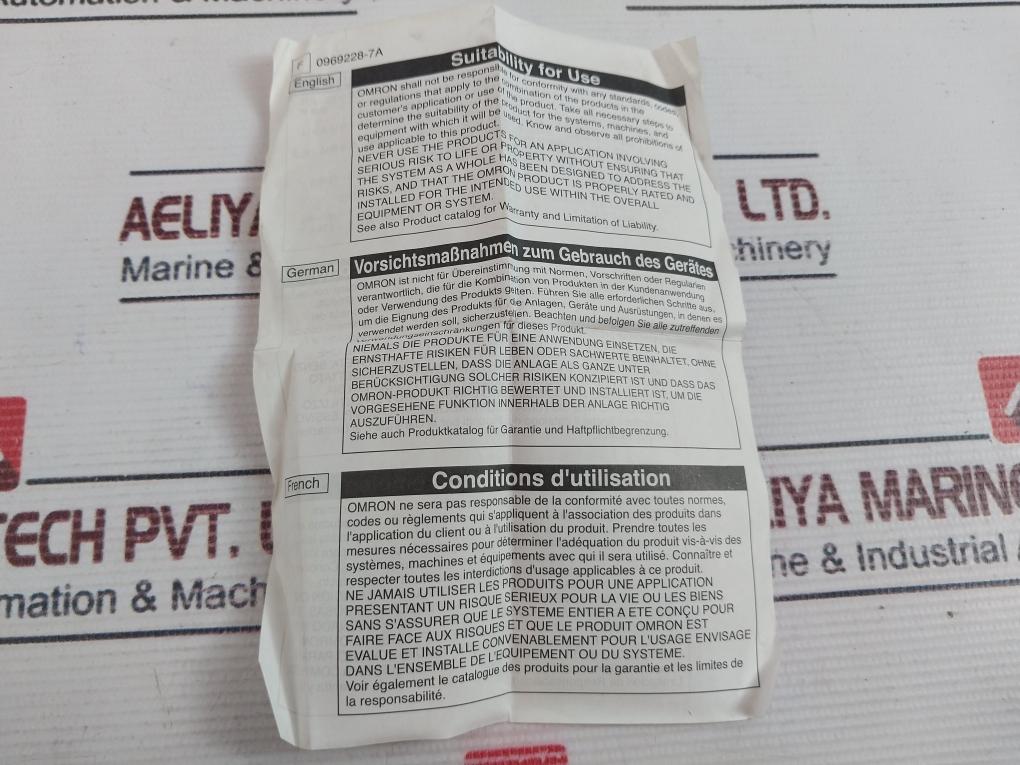 Automation & Machinery
F 0969228-7A
English
Suitability for Use
OMRON shall not be responsible for conformity with any standards, codes,
or regulations that apply to the combination of the products in the
customer's application or use of the product. Take all necessary steps to
determine the suitability of the product for the systems, machines, and
equipment with which it will be used. Know and observe all prohibitions of
use applicable to this product.
NEVER USE THE PRODUCTS FOR AN APPLICATION INVOLVING
SERIOUS RISK TO LIFE OR PROPERTY WITHOUT ENSURING THAT
THE SYSTEM AS A WHOLE HAS BEEN DESIGNED TO ADDRESS THE
RISKS, AND THAT THE OMRON PRODUCT IS PROPERLY RATED AND
INSTALLED FOR THE INTENDED USE WITHIN THE OVERALL
EQUIPMENT OR SYSTEM.
See also Product catalog for Warranty and Limitation of Liability.
AELIYA LTD.
Marine & chinery
German
Vorsichtsmaßnahmen zum Gebrauch des Gerätes
OMRON ist nicht für Übereinstimmung mit Normen, Vorschriften oder Regularien
verantwortlich, die für die Kombination von Produkten in der Kundenanwendung
oder Verwendung des Produkts gelten. Führen Sie alle erforderlichen Schritte aus,
um die Eignung des Produkts für die Anlagen, Geräte und Ausrüstungen, in denen es
verwendet werden soll, sicherzustellen. Beachten und befolgen Sie alle zutreffenden
Verwendungseinschränkungen für dieses Produkt.
NIEMALS DIE PRODUKTE FÜR EINE ANWENDUNG EINSETZEN, DIE
ERNSTHAFTE RISIKEN FÜR LEBEN ODER SACHWERTE BEINHALTET, OHNE
SICHERZUSTELLEN, DASS DIE ANLAGE ALS GANZE UNTER
BERÜCKSICHTIGUNG SOLCHER RISIKEN KONZIPIERT IST UND DASS DAS
OMRON-PRODUKT RICHTIG BEWERTET UND INSTALLIERT IST, UM DIE
VORGESEHENE FUNKTION INNERHALB DER ANLAGE RICHTIG
AUSZUFÜHREN.
Siehe auch Produktkatalog für Garantie und Haftpflichtbegrenzung.
French
Conditions d'utilisation
OMRON ne sera pas responsable de la conformité avec toutes normes,
codes ou règlements qui s'appliquent à l'association des produits dans
l'application du client ou à l'utilisation du produit. Prendre toutes les
mesures nécessaires pour déterminer l'adéquation du produit vis-à-vis des
systèmes, machines et équipements avec qui il sera utilisé. Connaître et
respecter toutes les interdictions d'usage applicables à ce produit.
NE JAMAIS UTILISER LES PRODUITS POUR UNE APPLICATION
PRESENTANT UN RISQUE SERIEUX POUR LA VIE OU LES BIENS
SANS S'ASSURER QUE LE SYSTEME ENTIER A ETE CONÇU POUR
FAIRE FACE AUX RISQUES ET QUE LE PRODUIT OMRON EST
EVALUE ET INSTALLE CONVENABLEMENT POUR L'USAGE ENVISAGE
DANS L'ENSEMBLE DE L'EQUIPEMENT OU DU SYSTEME.
Voir également le catalogue des produits pour la garantie et les limites de
la responsabilité.
TECH PVT. IYA MARINE
mation & Mach ne & Industrial